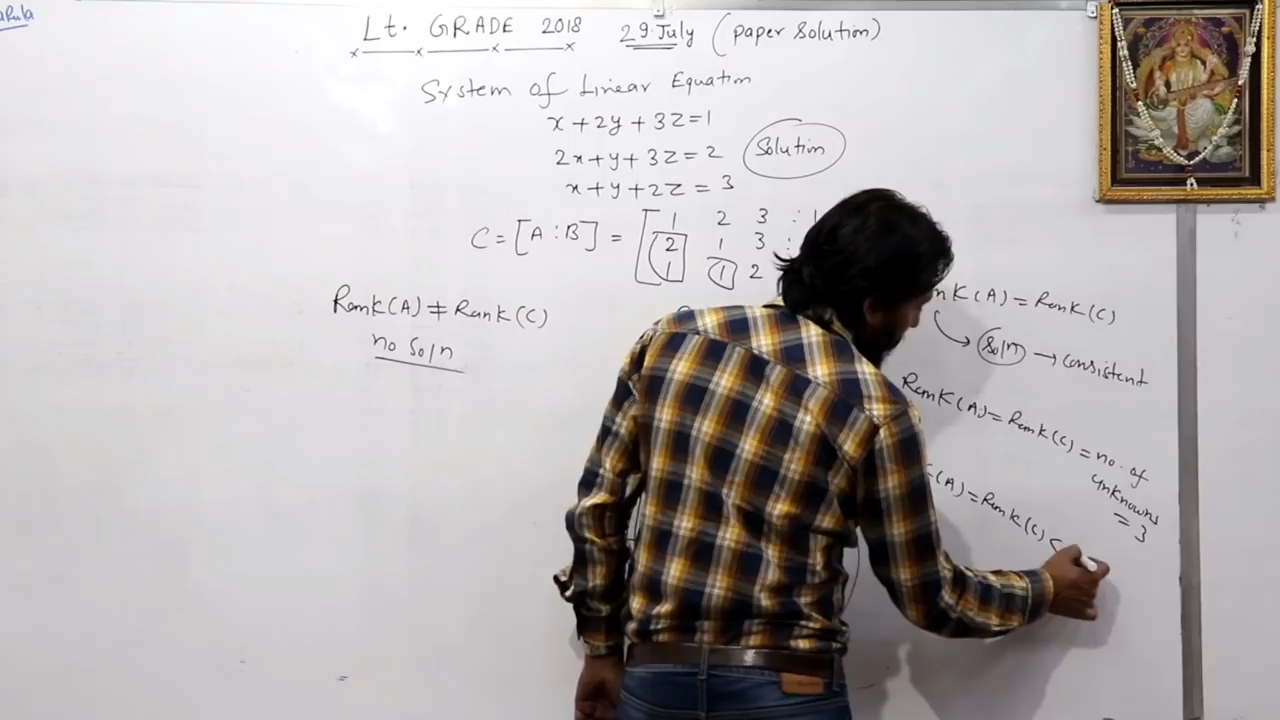 Lt. GRADE 2018 29.July (paper solution)
System of Linear Equation
x+2y+3z=1
2x+y+3z=2
x+y+2z=3
Solution
C=[A:B]= [1 2 3 :
2 1 3 :
1 1 2
Rank(A)≠Rank(C)
no soln
nk(A)=Rank(C)
soln → consistent
Rank(A)=Rank(C)=no. of
unknowns
=3
(A)=Rank(C)<